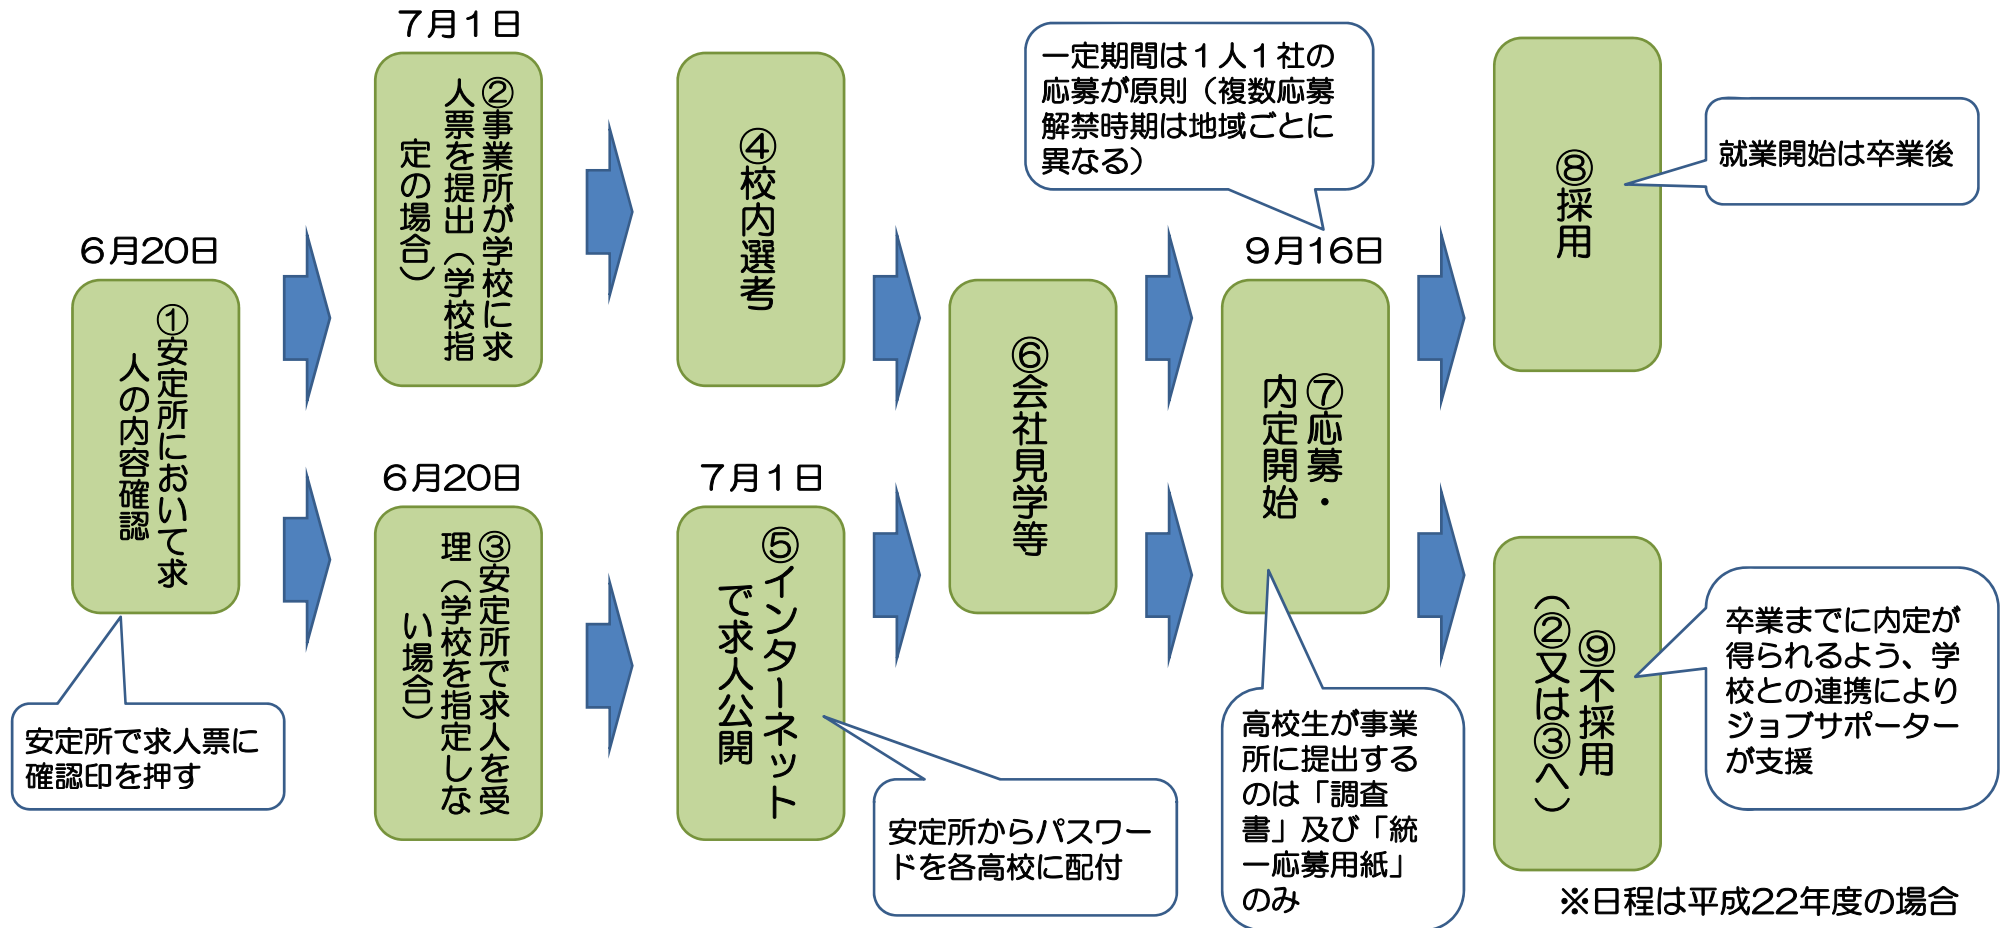 6月20日
①安定所において求
人の内容確認
安定所で求人票に
確認印を押す
7月1日
②事業所が学校に求
人票を提出（学校指
定の場合）
6月20日
③安定所で求人を受
理（学校を指定しな
い場合）
④校内選考
7月1日
⑤インターネット
で求人公開
安定所からパスワー
ドを各高校に配付
⑥会社見学等
一定期間は１人１社の
応募が原則（複数応募
解禁時期は地域ごとに
異なる）
9月16日
⑦応募・
内定開始
高校生が事業
所に提出する
のは「調査
書」及び「統
一応募用紙」
のみ
⑧採用
就業開始は卒業後
⑨不採用
（②又は③へ）
卒業までに内定が
得られるよう、学
校との連携により
ジョブサポーター
が支援
※日程は平成22年度の場合